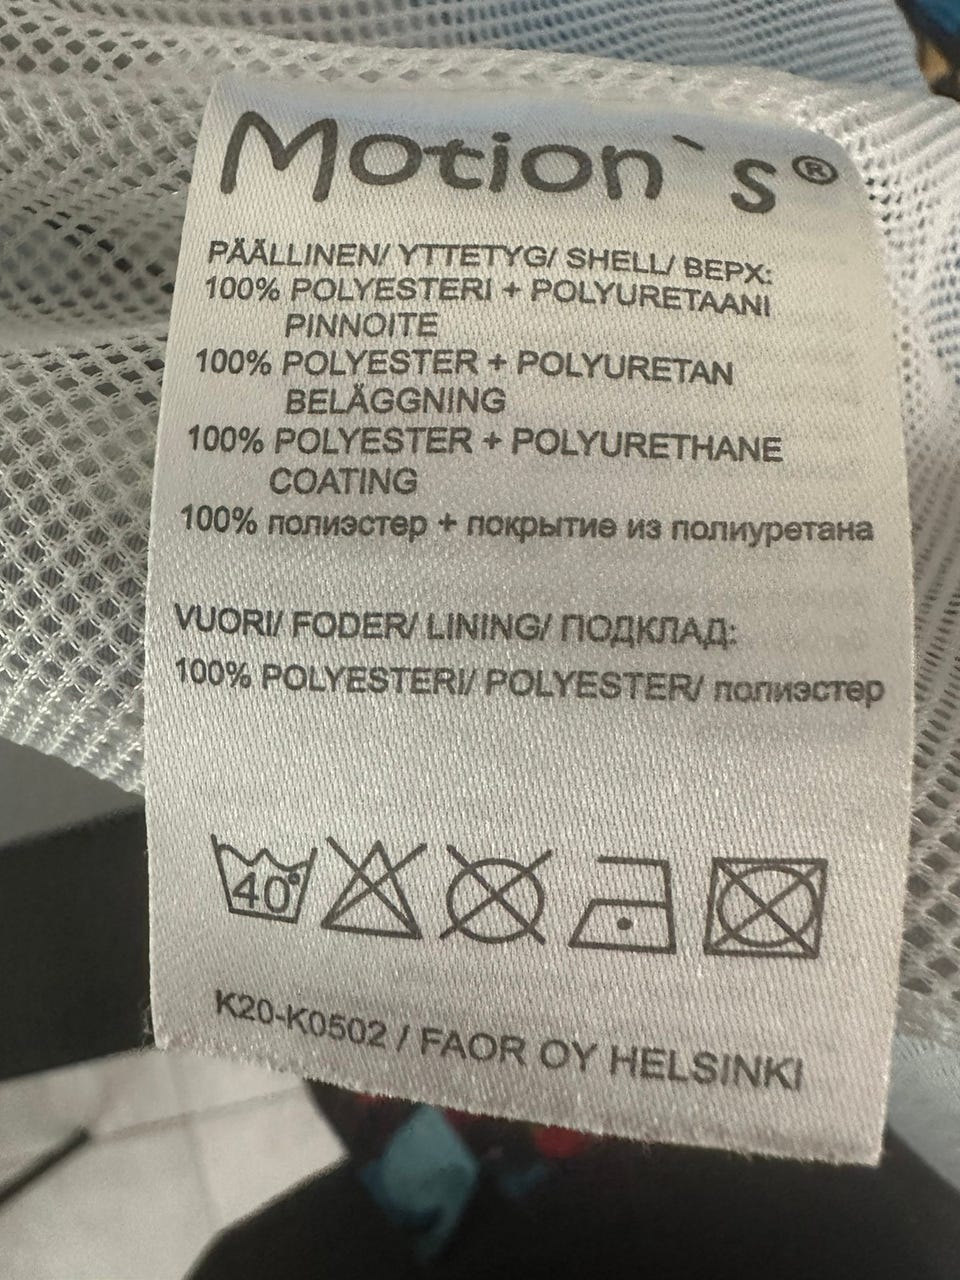 Motion`s®
PÄÄLLINEN/ YTTETYG/ SHELL/ ВЕРХ:
100% POLYESTERI + POLYURETAANI
PINNOITE
100% POLYESTER + POLYURETAN
BELÄGGNING
100% POLYESTER + POLYURETHANE
COATING
100% полиэстер + покрытие из полиуретана
VUORI/ FODER/ LINING/ ПОДКЛАД:
100% POLYESTERI/ POLYESTER/ полиэстер
40°
K20-K0502 / FAOR OY HELSINKI